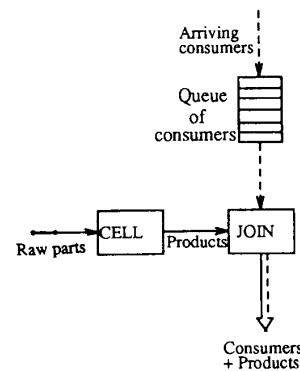 Arriving
consumers
Queue
of
consumers
CELL
JOIN
Raw parts
Products
Consumers
+ Products